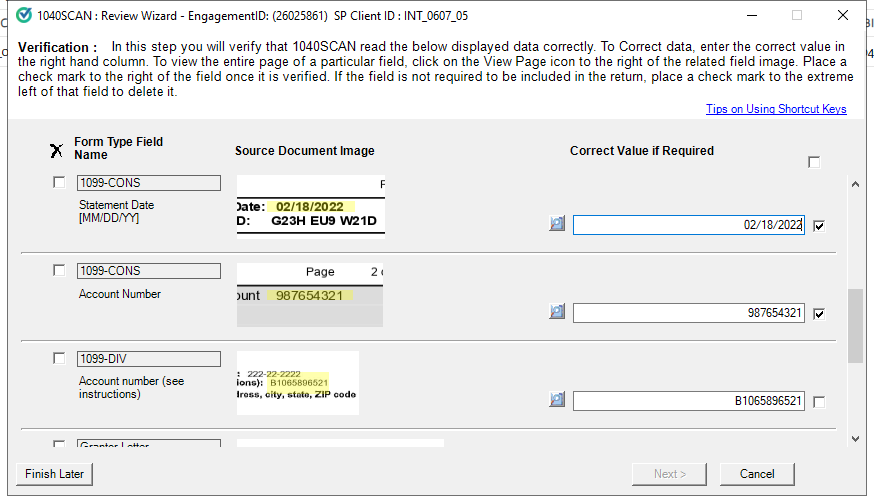 1040SCAN : Review Wizard - EngagementID: (26025861) SP Client ID : INT_0607_05
Verification : In this step you will verify that 1040SCAN read the below displayed data correctly. To Correct data, enter the correct value in
the right hand column. To view the entire page of a particular field, click on the View Page icon to the right of the related field image. Place a
check mark to the right of the field once it is verified. If the field is not required to be included in the return, place a check mark to the extreme
left of that field to delete it.
Tips on Using Shortcut Keys
Form Type Field
Name
Source Document Image
Correct Value if Required
1099-CONS
Statement Date
[MM/DD/YY]
Date: 02/18/2022
D: G23H EU9 W21D
02/18/2022
1099-CONS
Account Number
Page 2
ount 987654321
987654321
1099-DIV
Account number (see
instructions)
: 222-22-2222
ions): B1065896521
dress, city, state, ZIP code
B1065896521
Grantor Letter
Finish Later
Next >
Cancel